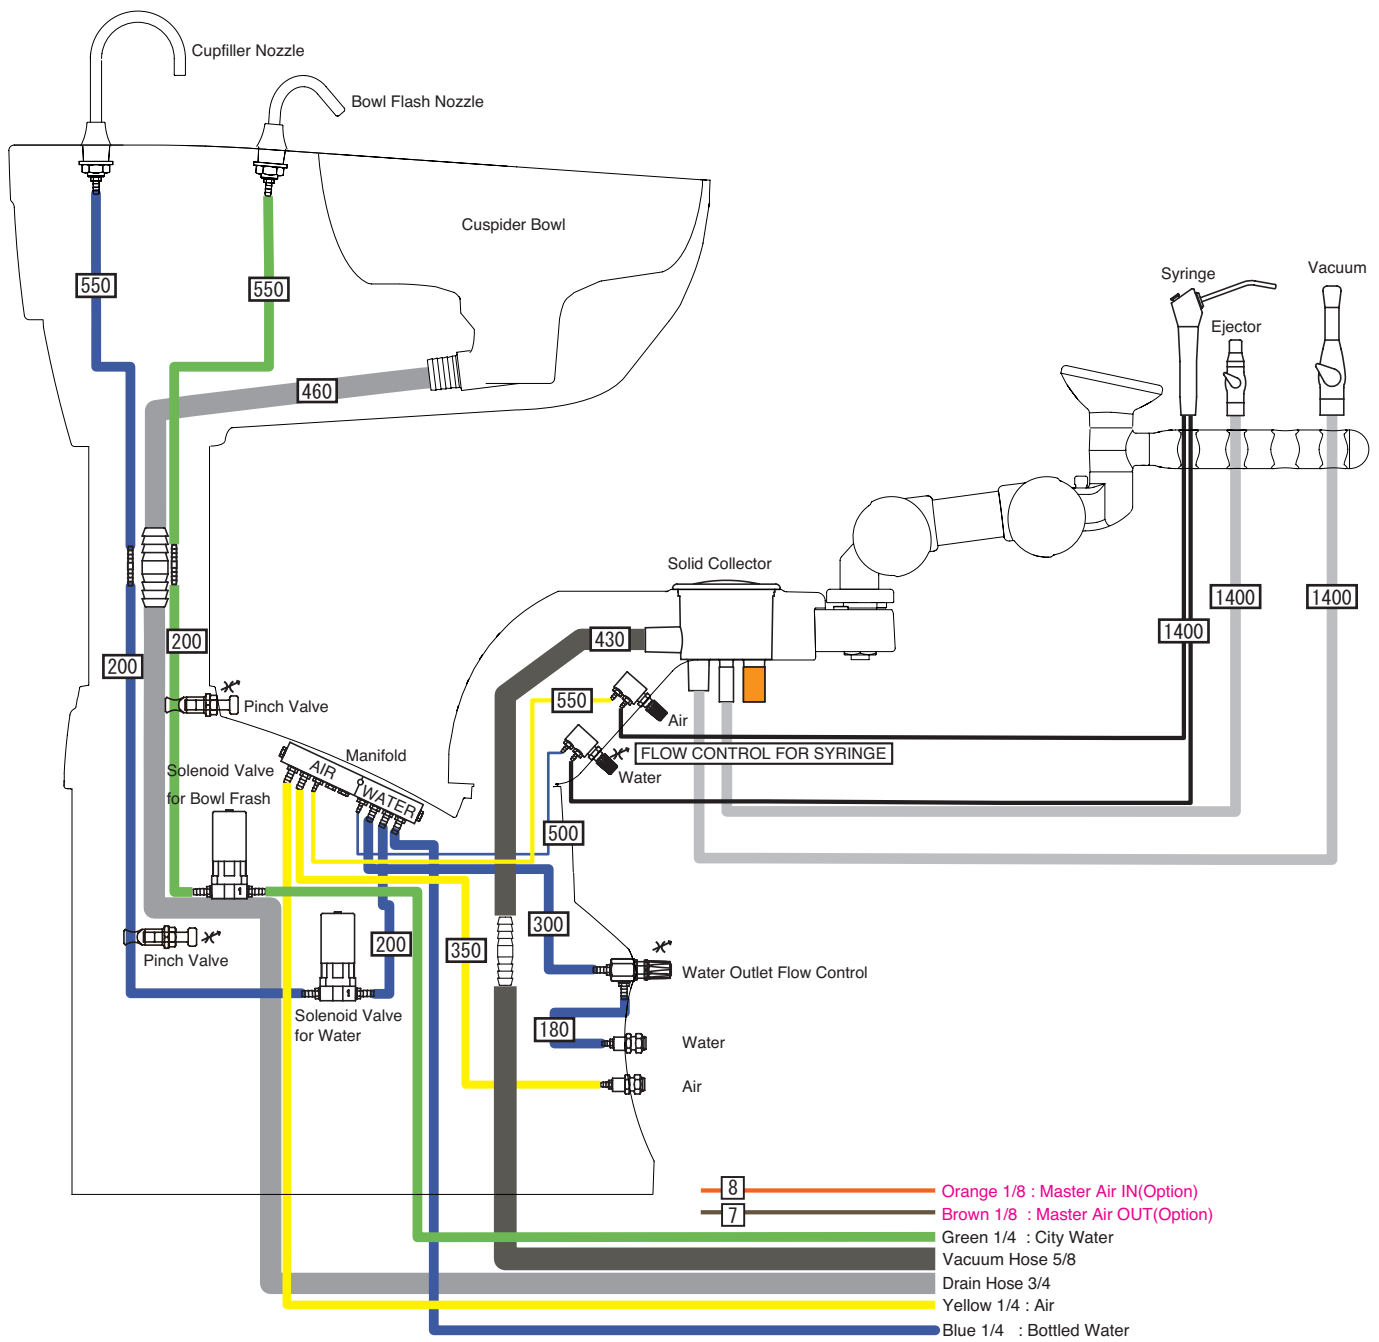 Cupfiller Nozzle
Bowl Flash Nozzle
Cuspider Bowl
550
550
Syringe
Vacuum
Ejector
460
Solid Collector
1400
1400
1400
430
200
200
550
Pinch Valve
Air
FLOW CONTROL FOR SYRINGE
Manifold
Solenoid Valve
for Bowl Frash
AIR
WATER
Water
500
300
200
350
Pinch Valve
Water Outlet Flow Control
Solenoid Valve
for Water
180
Water
Air
8
Orange 1/8 : Master Air IN(Option)
7
Brown 1/8 : Master Air OUT(Option)
Green 1/4 : City Water
Vacuum Hose 5/8
Drain Hose 3/4
Yellow 1/4 : Air
Blue 1/4 : Bottled Water